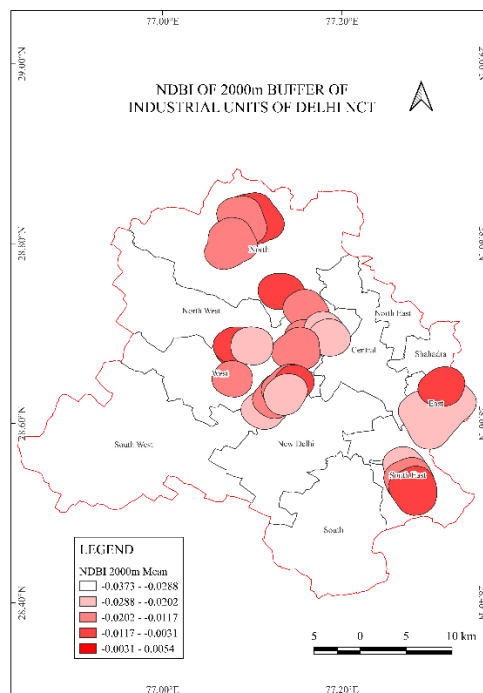 77.00°E 77.20°E
29.00°N 29.00°N
NDBI OF 2000m BUFFER OF
INDUSTRIAL UNITS OF DELHI NCT
28.80°N 28.80°N
North
North West
North East
Central
Shahdra
West
East
28.60°N 28.60°N
South West
New Delhi
South East
South
LEGEND
NDBI 2000m Mean
-0.0373 - -0.0288
-0.0288 - -0.0202
-0.0202 - -0.0117
-0.0117 - -0.0031
-0.0031 - 0.0054
28.40°N 28.40°N
5 0 5 10 km
77.00°E 77.20°E